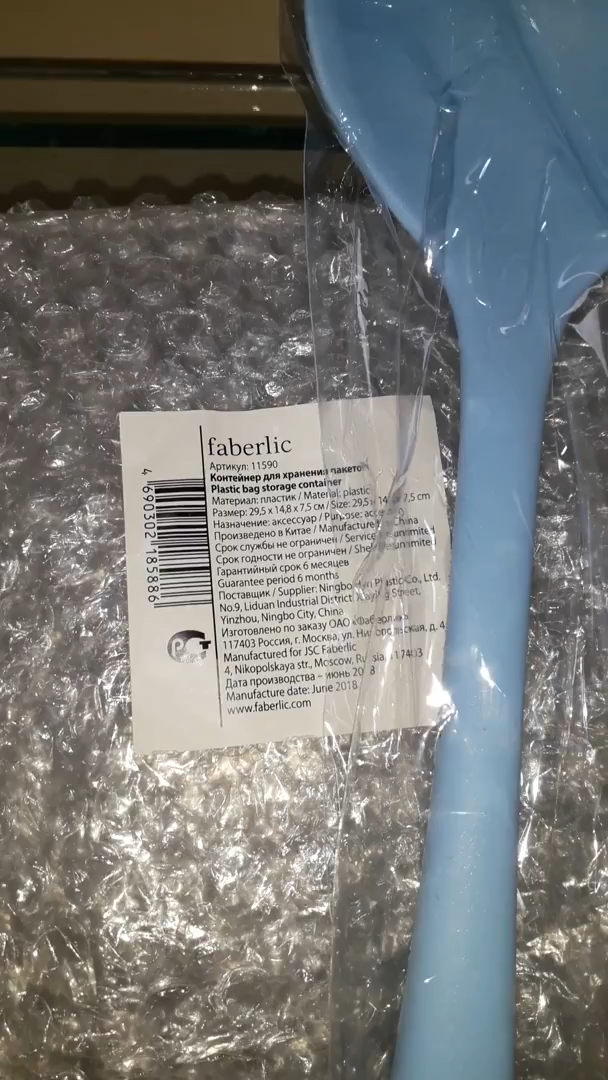 faberlic
Артикул: 11590
Контейнер для хранения пакетов
Plastic bag storage container
Материал: пластик / Material: plastic
Размер: 29,5 x 14,8 x 7,5 см / Size: 29,5 x 14,8 x 7,5 cm
Назначение: аксессуар / Purpose:
Произведено в Китае / Manufacture China
Срок службы не ограничен / Service unlimited
Срок годности не ограничен / unlimited
Гарантийный срок 6 месяцев
Guarantee period 6 months
Поставщик / Supplier: Ningbo Plastic Co., Ltd.
No.9, Liduan Industrial District Street,
Yinzhou, Ningbo City, China
Изготовлено по заказу ОАО «Фаберлик»
117403 Россия, г. Москва, ул. Никопольская, д. 4
Manufactured for JSC Faberlic
4, Nikopolskaya str., Moscow, Russia, 117403
Дата производства – июнь 2018
Manufacture date: June 2018
www.faberlic.com
4 690302 185886
РСТ